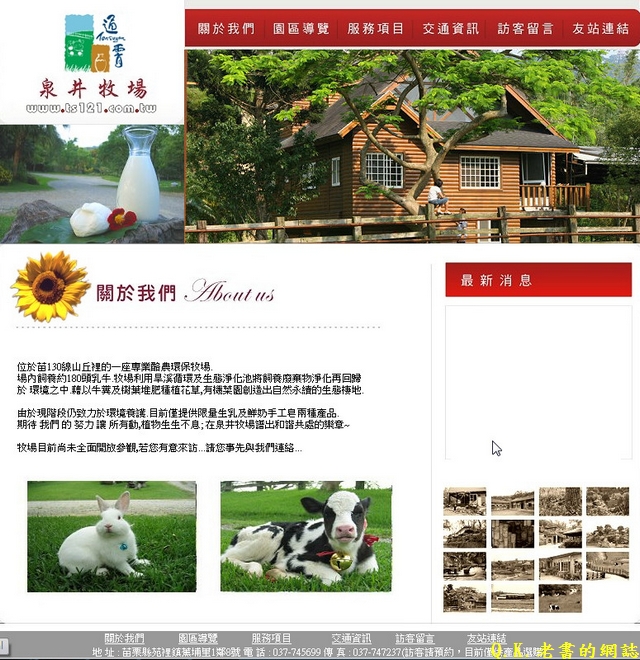 通霄
Tonsuyan
泉井牧場
www.ts121.com.tw
關於我們 園區導覽 服務項目 交通資訊 訪客留言 友站連結
關於我們 About us
最新消息
位於苗130線山丘裡的一座專業酪農環保牧場.
場內飼養約180頭乳牛.牧場利用旱溪循環及生態淨化池將飼養廢棄物淨化再回歸
於 環境之中.藉以牛糞及樹葉堆肥種植花草,有機菜園創造出自然永續的生態棲地.
由於現階段仍致力於環境養護.目前僅提供限量生乳及鮮奶手工皂兩種產品.
期待 我們 的 努力 讓 所有動,植物生生不息; 在泉井牧場譜出和諧共處的樂章~
牧場目前尚未全面開放參觀,若您有意來訪...請您事先與我們連絡...
關於我們 園區導覽 服務項目 交通資訊 訪客留言 友站連結
地 址 : 苗栗縣苑裡鎮蕉埔里1鄰8號 電 話 : 037-745699 傳 真 : 037-747237(訪客請預約，目前僅
Q.K.老書的網誌